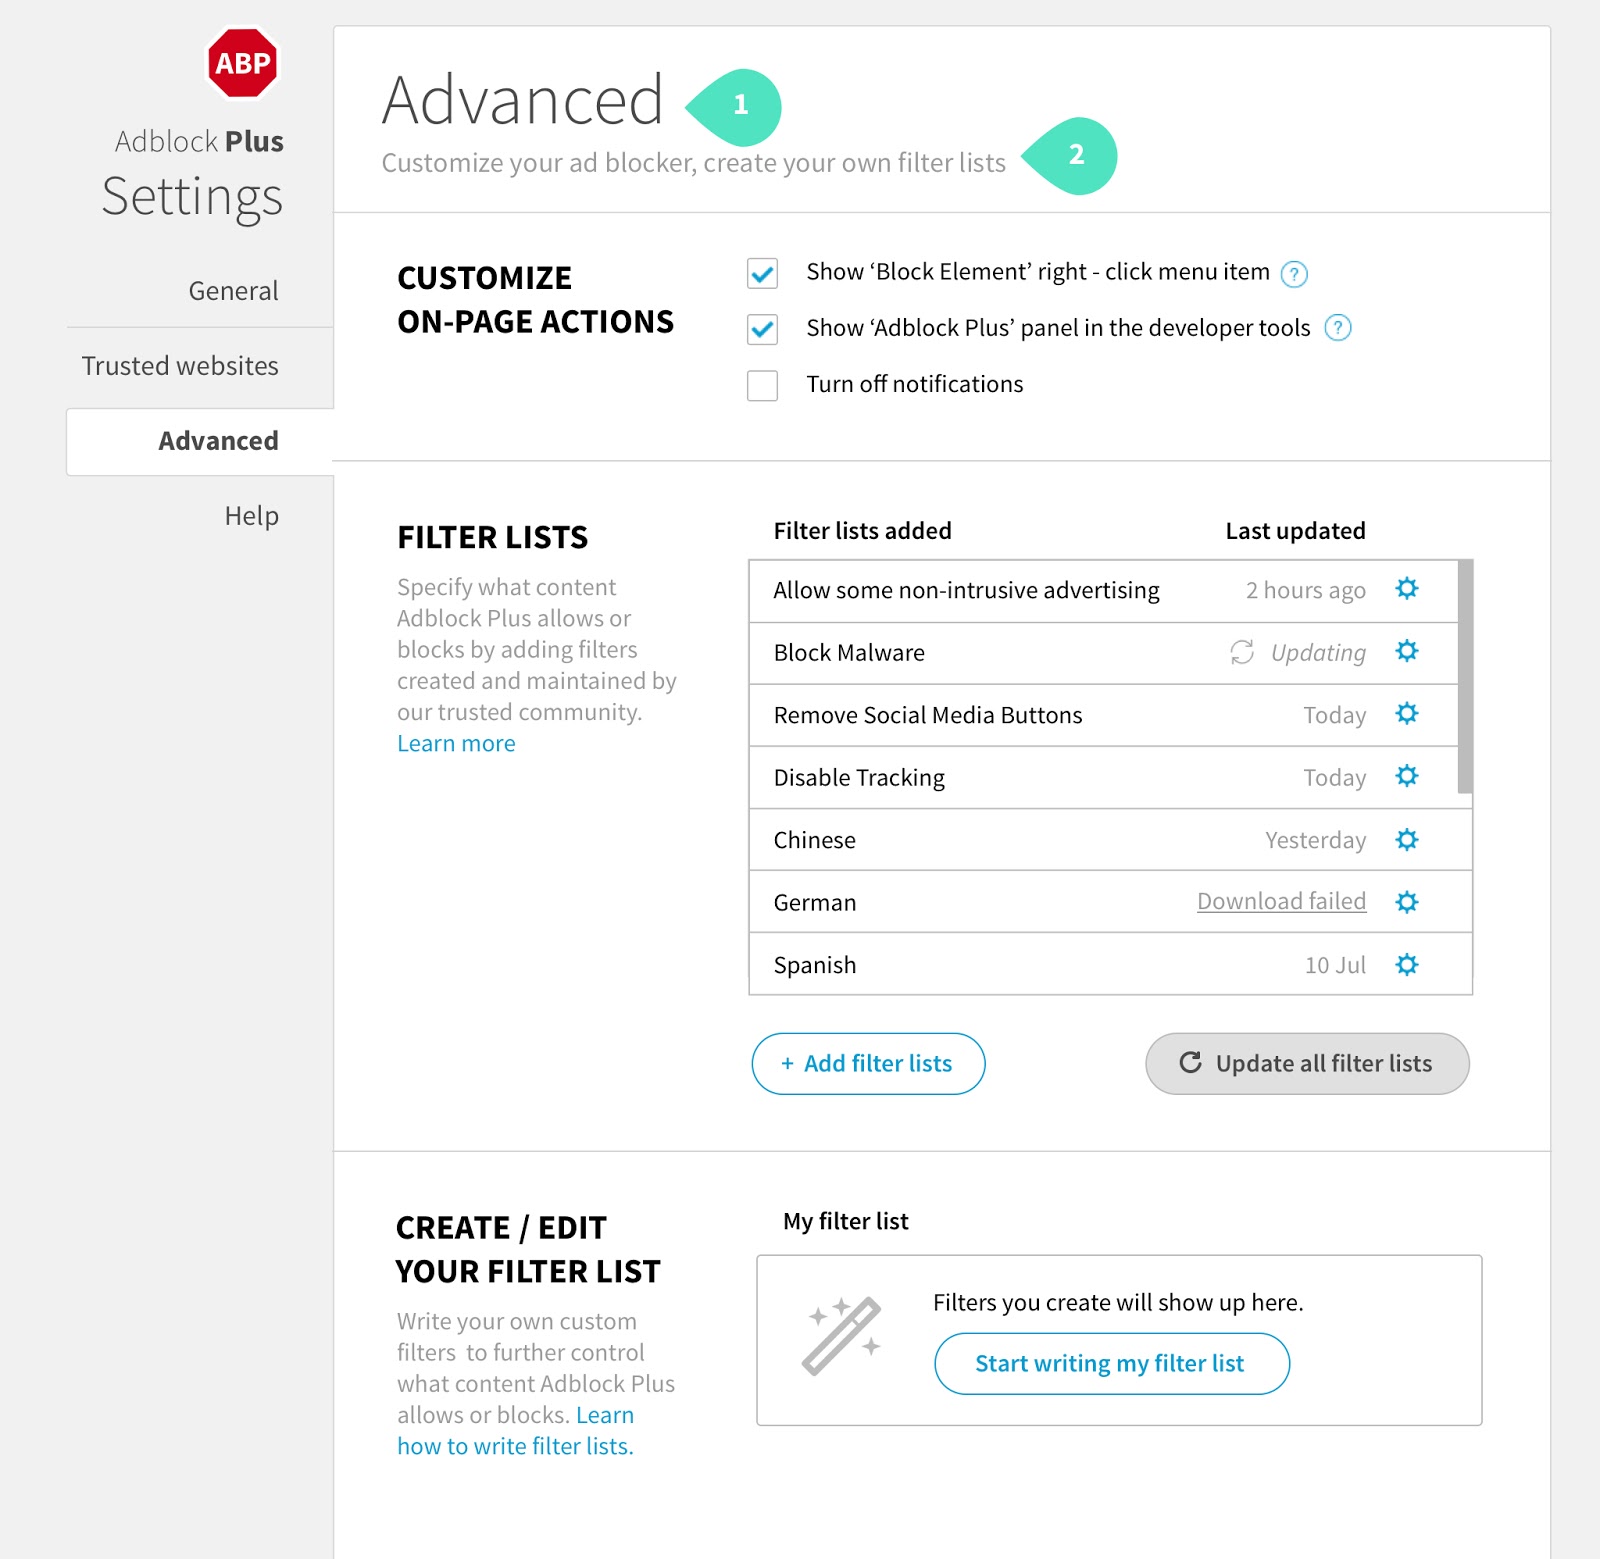 ABP
Adblock Plus
Settings
General
Trusted websites
Advanced
Help
Advanced
1
Customize your ad blocker, create your own filter lists
2
CUSTOMIZE
ON-PAGE ACTIONS
Show ‘Block Element’ right - click menu item ?
Show ‘Adblock Plus’ panel in the developer tools ?
Turn off notifications
FILTER LISTS
Specify what content
Adblock Plus allows or
blocks by adding filters
created and maintained by
our trusted community.
Learn more
Filter lists added Last updated
Allow some non-intrusive advertising 2 hours ago
Block Malware Updating
Remove Social Media Buttons Today
Disable Tracking Today
Chinese Yesterday
German Download failed
Spanish 10 Jul
+ Add filter lists
Update all filter lists
CREATE / EDIT
YOUR FILTER LIST
Write your own custom
filters to further control
what content Adblock Plus
allows or blocks. Learn
how to write filter lists.
My filter list
Filters you create will show up here.
Start writing my filter list